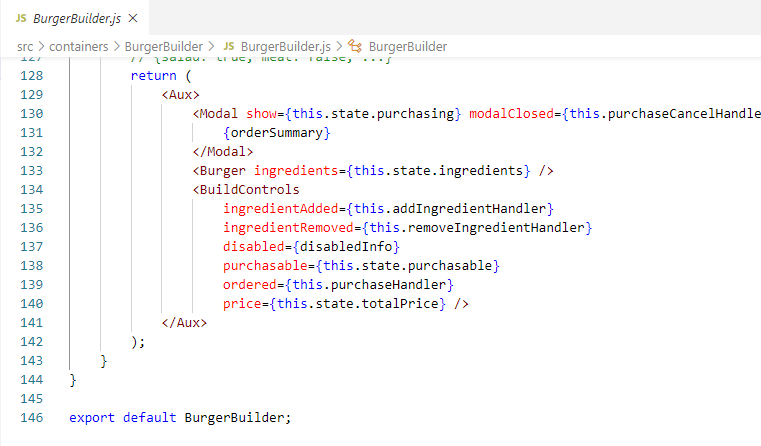 JS BurgerBuilder.js ×
src > containers > BurgerBuilder > JS BurgerBuilder.js > BurgerBuilder
127 // {salad: true, meat: false, ...}
128 return (
129 <Aux>
130 <Modal show={this.state.purchasing} modalClosed={this.purchaseCancelHandle
131 {orderSummary}
132 </Modal>
133 <Burger ingredients={this.state.ingredients} />
134 <BuildControls
135 ingredientAdded={this.addIngredientHandler}
136 ingredientRemoved={this.removeIngredientHandler}
137 disabled={disabledInfo}
138 purchasable={this.state.purchasable}
139 ordered={this.purchaseHandler}
140 price={this.state.totalPrice} />
141 </Aux>
142 );
143 }
144 }
145
146 export default BurgerBuilder;